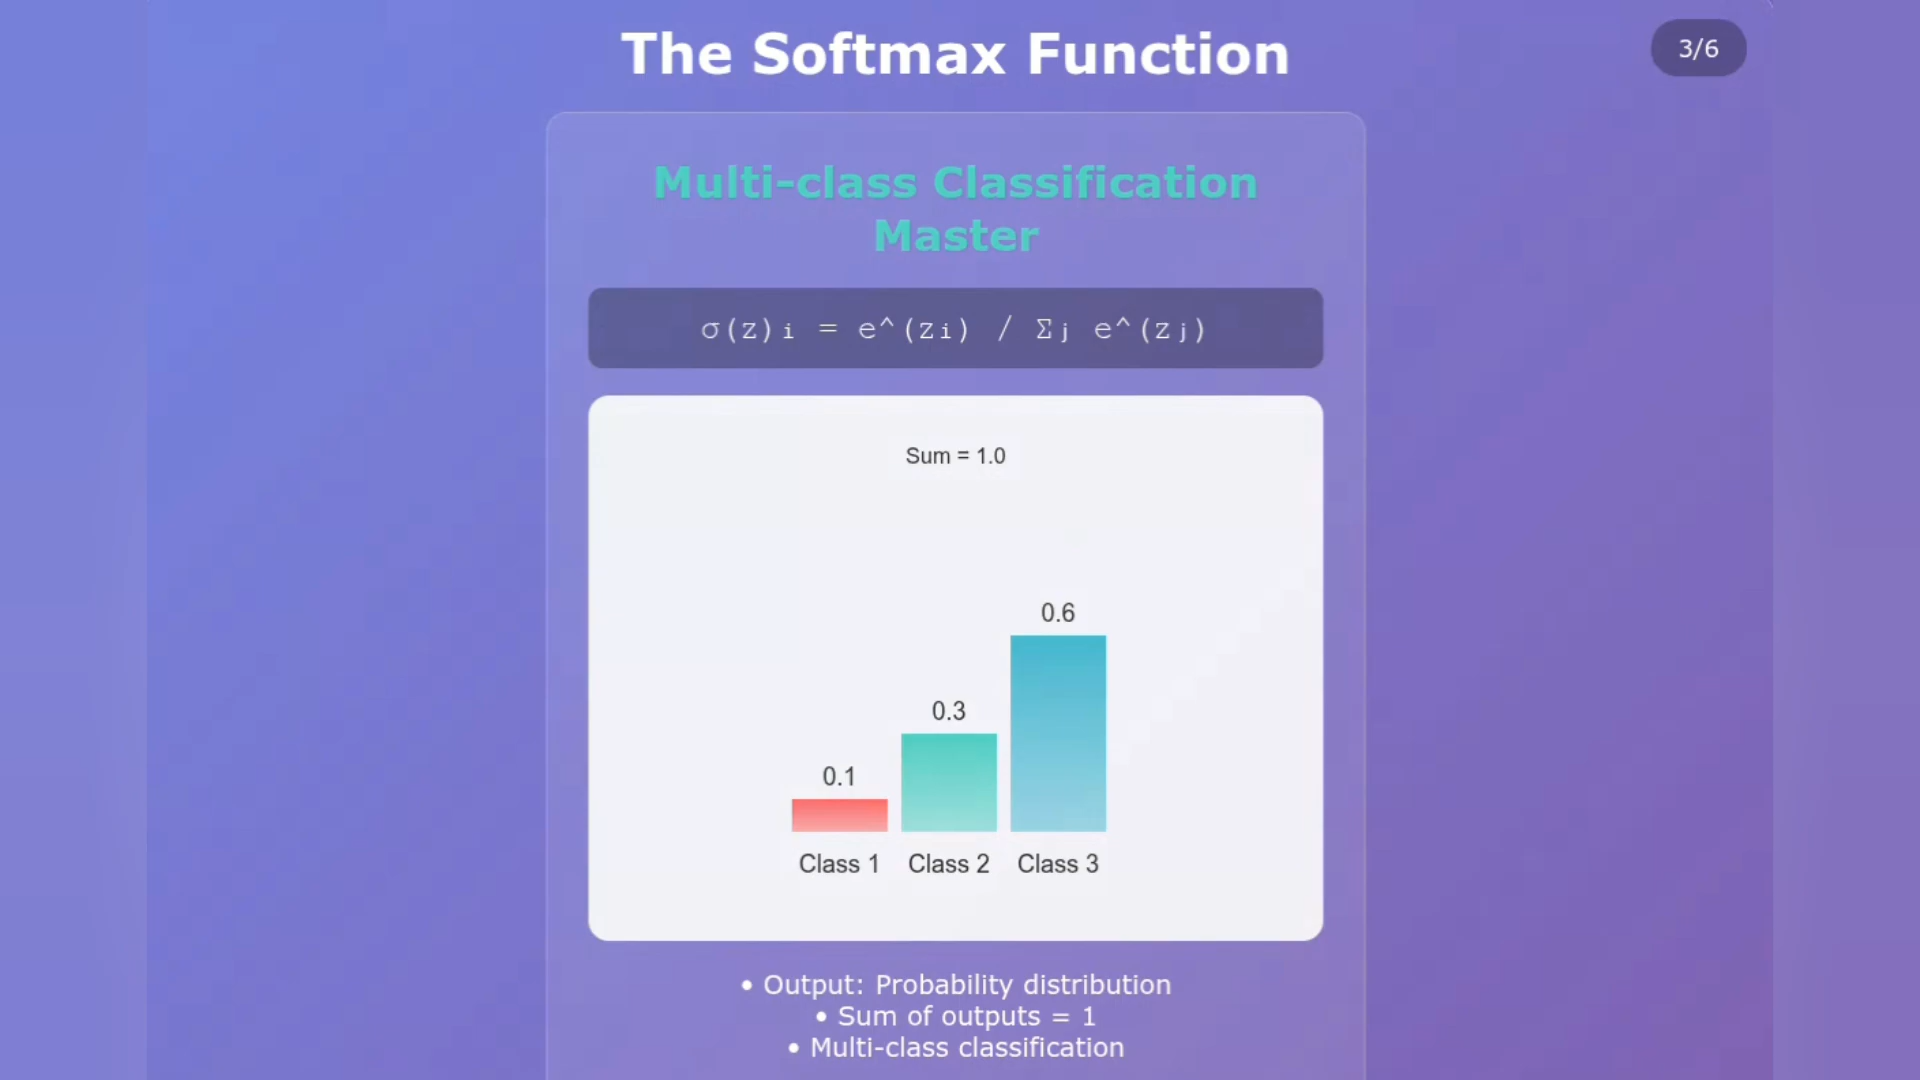 The Softmax Function
3/6
Multi-class Classification
Master
σ(z)ᵢ = e^(zᵢ) / Σⱼ e^(zⱼ)
Sum = 1.0
0.6
0.3
0.1
Class 1 Class 2 Class 3
• Output: Probability distribution
• Sum of outputs = 1
• Multi-class classification